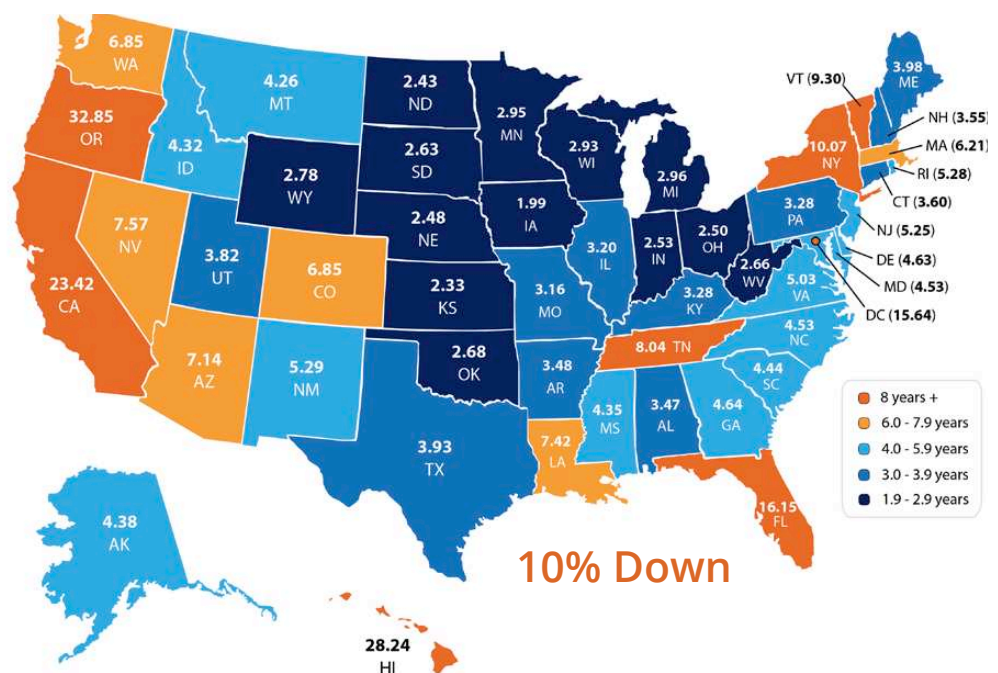 6.85
WA
32.85
OR
23.42
CA
7.57
NV
4.32
ID
4.26
MT
2.78
WY
3.82
UT
6.85
CO
7.14
AZ
5.29
NM
2.43
ND
2.63
SD
2.48
NE
2.33
KS
2.68
OK
3.93
TX
2.95
MN
1.99
IA
3.16
MO
3.48
AR
7.42
LA
2.93
WI
3.20
IL
2.96
MI
2.53
IN
2.50
OH
3.28
KY
8.04 TN
4.35
MS
3.47
AL
4.64
GA
16.15
FL
4.44
SC
4.53
NC
5.03
VA
2.66
WV
3.28
PA
10.07
NY
3.98
ME
VT (9.30)
NH (3.55)
MA (6.21)
RI (5.28)
CT (3.60)
NJ (5.25)
DE (4.63)
MD (4.53)
DC (15.64)
8 years +
6.0 - 7.9 years
4.0 - 5.9 years
3.0 - 3.9 years
1.9 - 2.9 years
4.38
AK
28.24
HI
10% Down